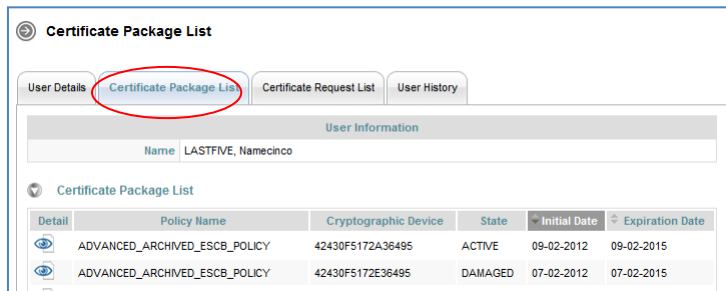 Certificate Package List
User Details Certificate Package List Certificate Request List User History
User Information
Name LASTFIVE, Namecinco
Certificate Package List
Detail Policy Name Cryptographic Device State Initial Date Expiration Date
ADVANCED_ARCHIVED_ESCB_POLICY 42430F5172A36495 ACTIVE 09-02-2012 09-02-2015
ADVANCED_ARCHIVED_ESCB_POLICY 42430F5172E36495 DAMAGED 07-02-2012 07-02-2015